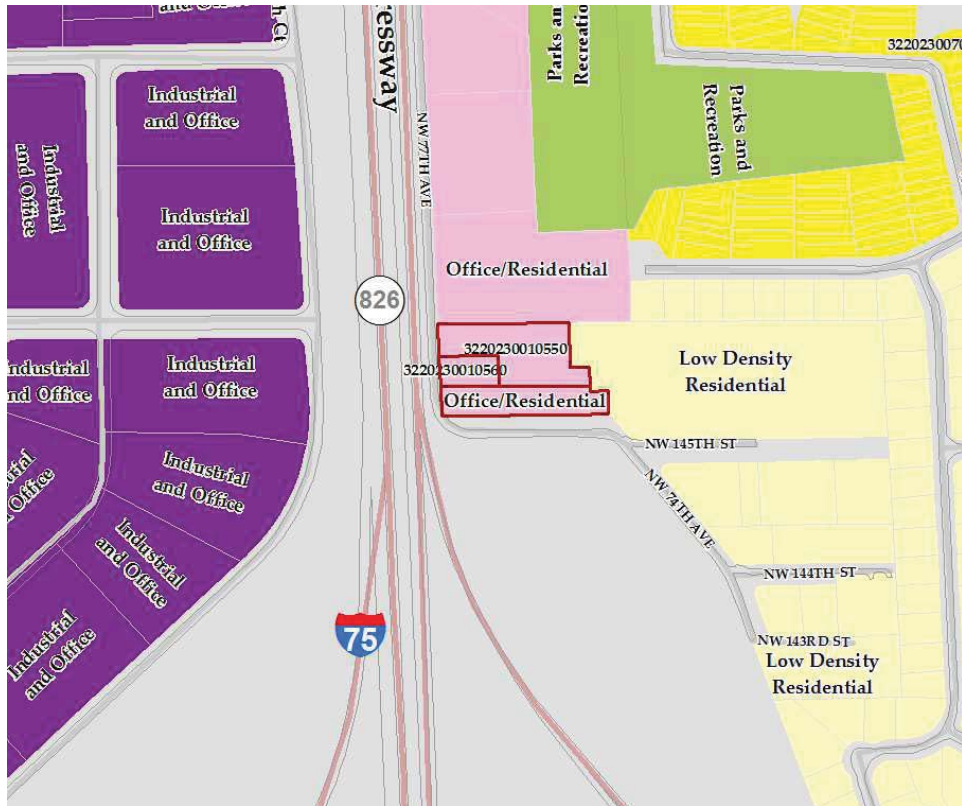 and Office
h Ct
ressway
Parks and
Recreation
3220230070
Industrial
and Office
Industrial
and Office
NW 77TH AVE
Parks and
Recreation
Industrial
and Office
Office/Residential
826
3220230010550
3220230010560
Office/Residential
Low Density
Residential
Industrial
and Office
Industrial
and Office
NW 145TH ST
Industrial
and Office
NW 74TH AVE
Industrial
and Office
NW 144TH ST
75
Industrial
and Office
NW 143RD ST
Low Density
Residential